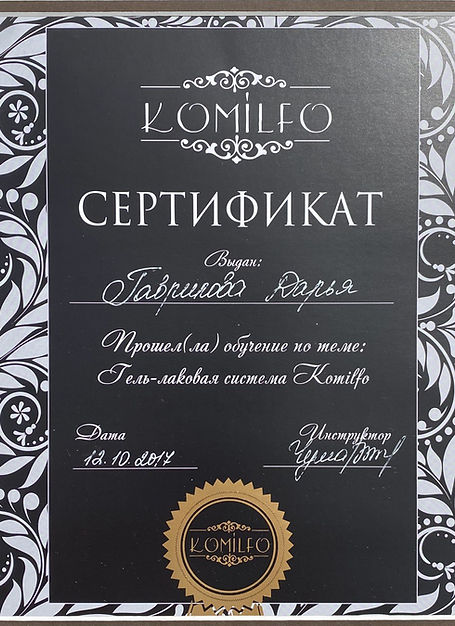 KOMILFO
СЕРТИФИКАТ
Выдан:
Гаврикова Дарья
Прошел(ла) обучение по теме:
Гель-лаковая система Komilfo
Дата
Инструктор
12.10.2017
KOMILFO